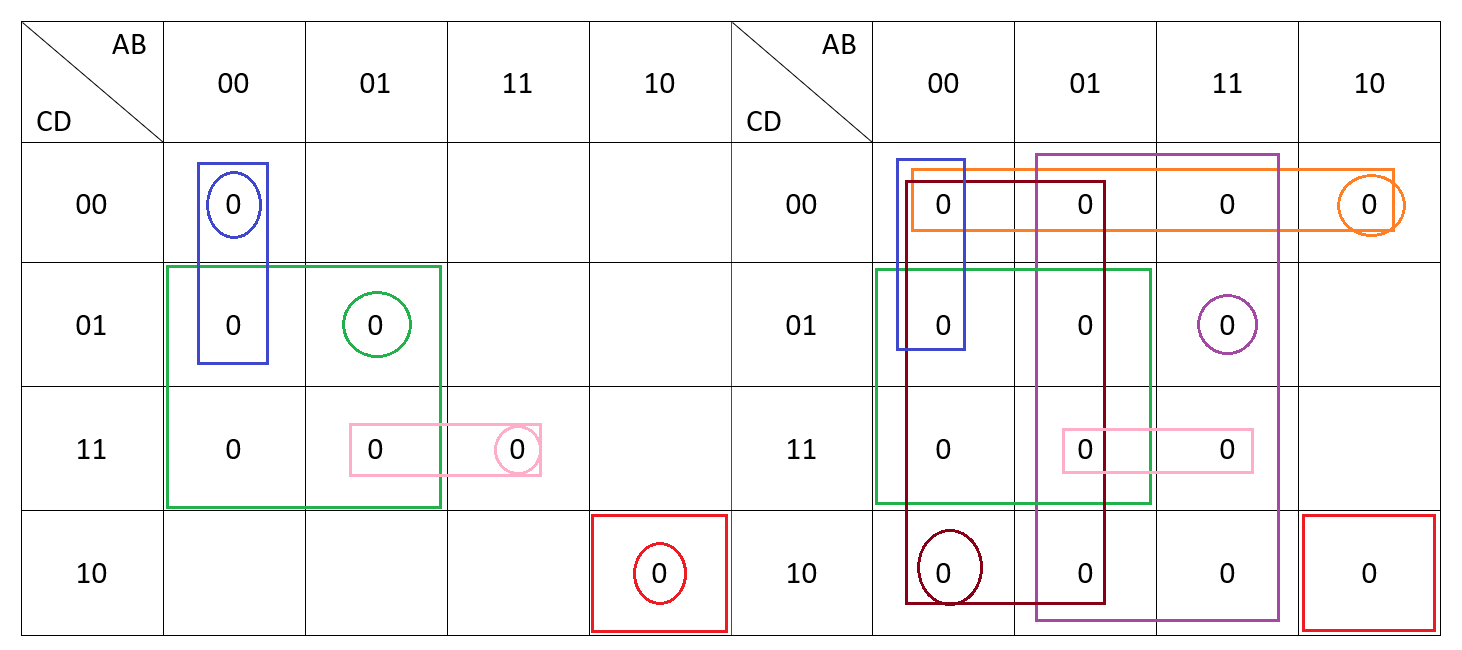 AB AB
00 01 11 10 00 01 11 10
CD CD
00 0 00 0 0 0 0
01 0 0 01 0 0 0
11 0 0 0 11 0 0 0
10 0 10 0 0 0 0